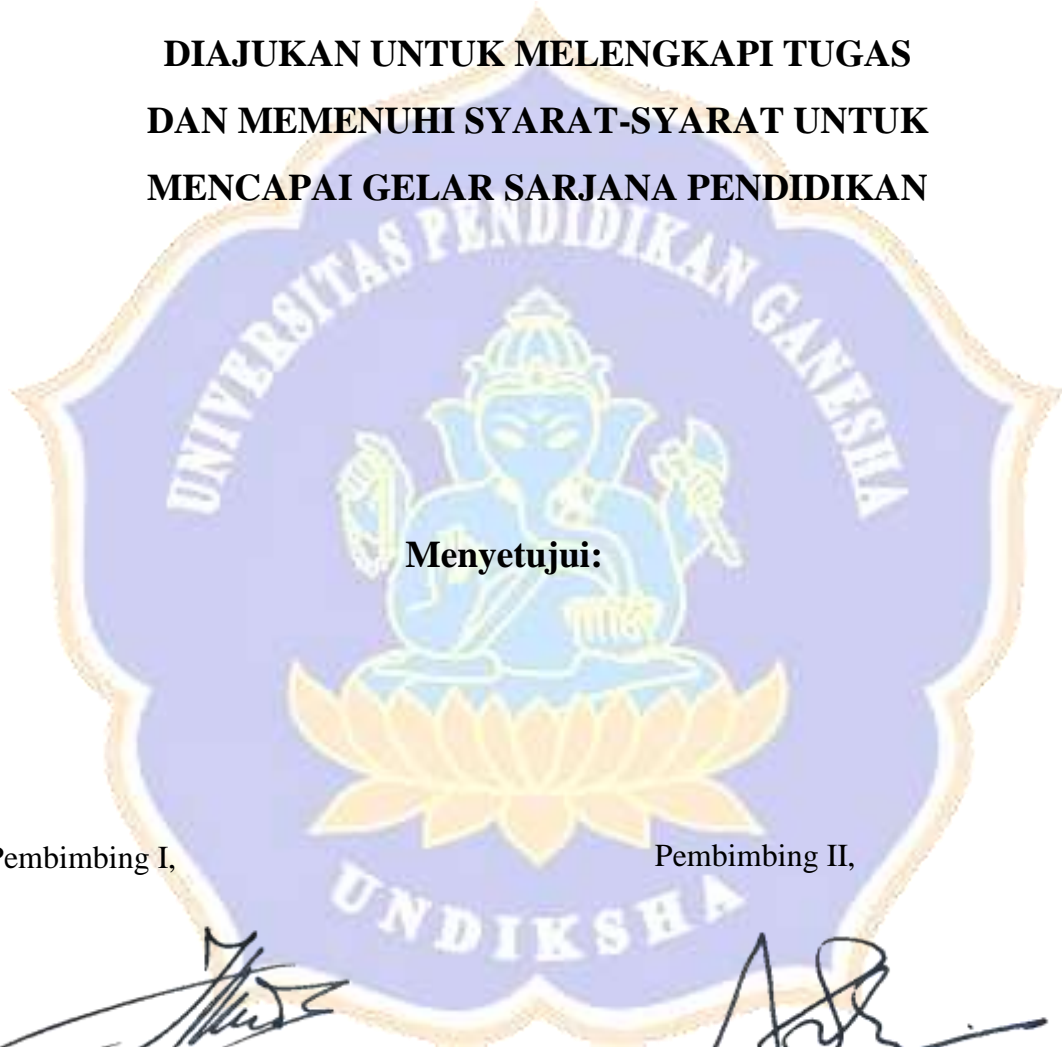 DIAJUKAN UNTUK MELENGKAPI TUGAS
DAN MEMENUHI SYARAT-SYARAT UNTUK
MENCAPAI GELAR SARJANA PENDIDIKAN
UNIVERSITAS PENDIDIKAN GANESHA
Menyetujui:
Pembimbing I,
Pembimbing II,
UNDIKSHA